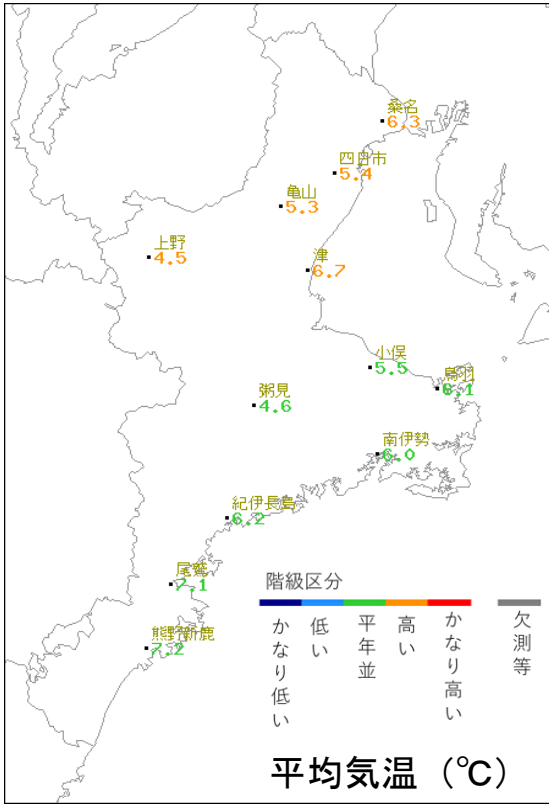 桑名
6.3
四日市
5.4
亀山
5.3
上野
4.5
津
6.7
小俣
5.5
鳥羽
6.1
粥見
4.6
南伊勢
6.0
紀伊長島
6.2
尾鷲
7.1
熊野新鹿
7.2
階級区分
かなり低い
低い
平年並
高い
かなり高い
欠測等
平均気温（℃）